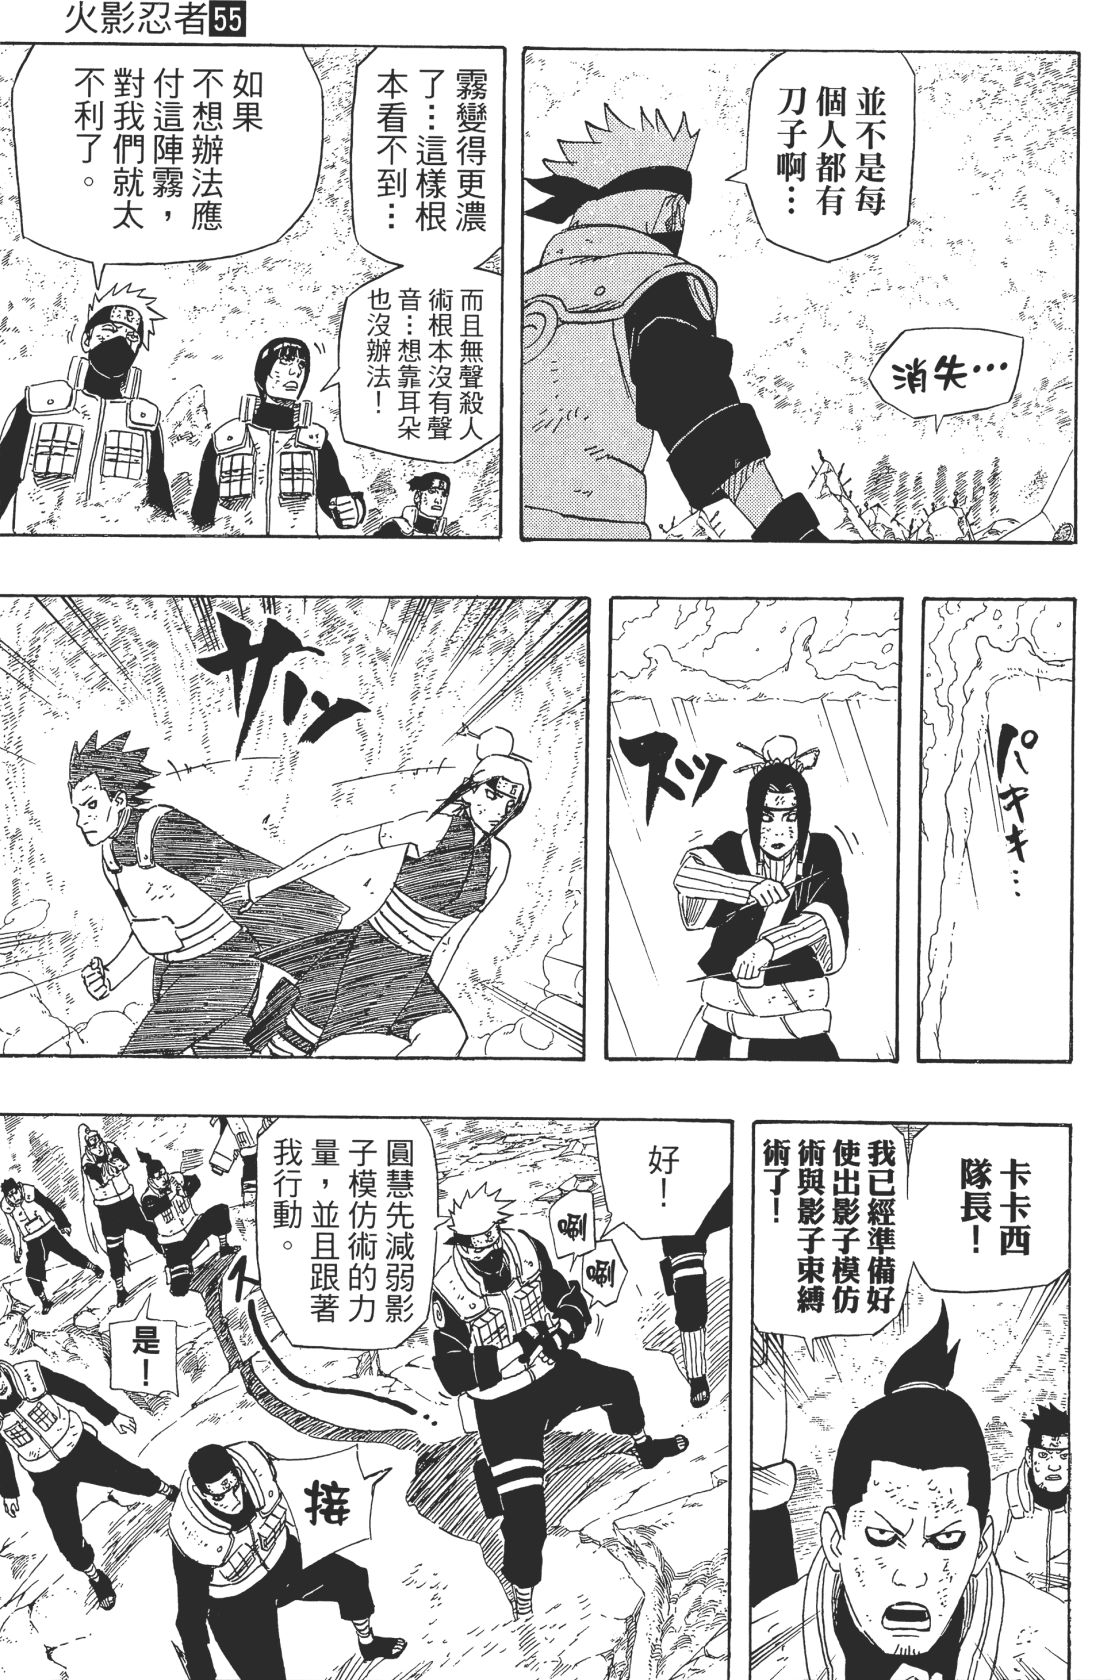 火影忍者55
並不是每
個人都有
刀子啊…
消失…
霧變得更濃
了…這樣根
本看不到…
而且無聲殺人
術根本沒有聲
音…想靠耳朵
也沒辦法！
如果
不想辦法應
付這陣霧，
對我們就太
不利了。
パキキ…
スッ
サッ
卡卡西
隊長！
我已經準備好
使出影子模仿
術與影子束縛
術了！
好！
圓慧先減弱影
子模仿術的力
量，並且跟著
我行動。
ス…
是！
接